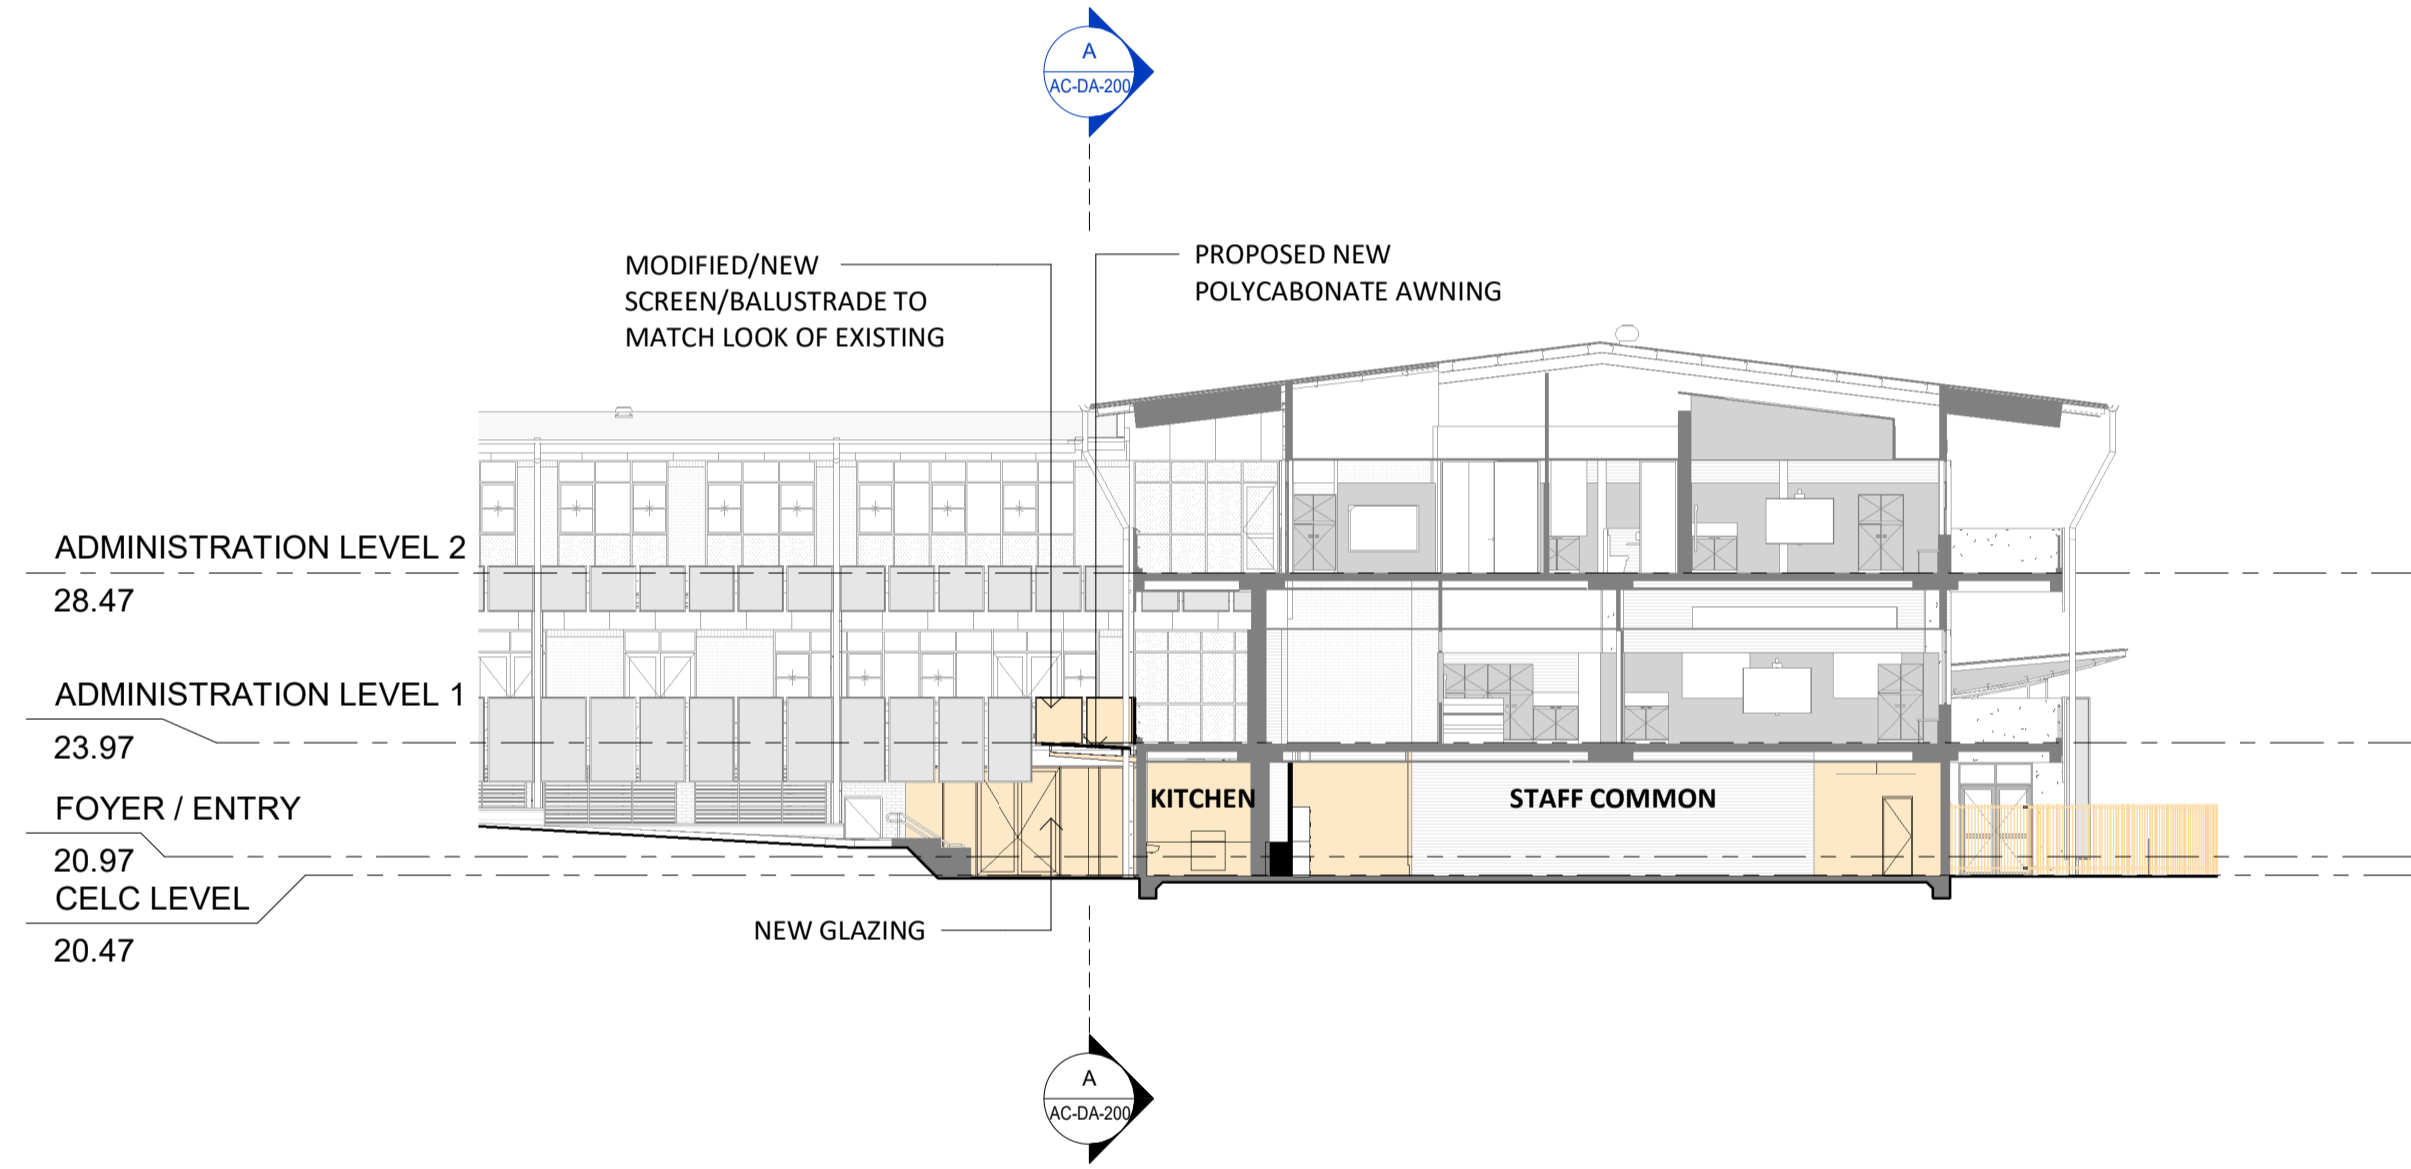 A
AC-DA-200
MODIFIED/NEW
SCREEN/BALUSTRADE TO
MATCH LOOK OF EXISTING
PROPOSED NEW
POLYCABONATE AWNING
ADMINISTRATION LEVEL 2
28.47
ADMINISTRATION LEVEL 1
23.97
FOYER / ENTRY
20.97
CELC LEVEL
20.47
KITCHEN
STAFF COMMON
NEW GLAZING
A
AC-DA-200